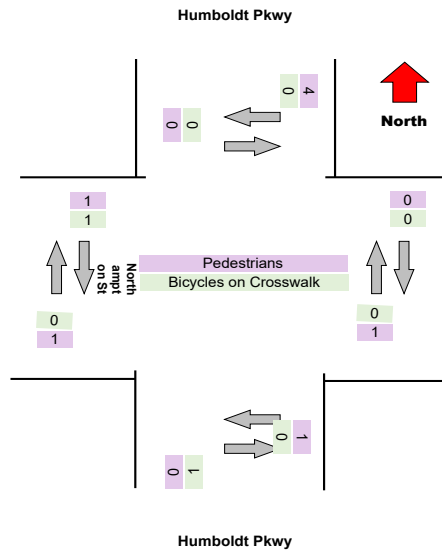 Humboldt Pkwy
0 4
0 0
North
1
1
0
0
North
ampt
on St
Pedestrians
Bicycles on Crosswalk
0
1
0
1
0 1
0 1
Humboldt Pkwy